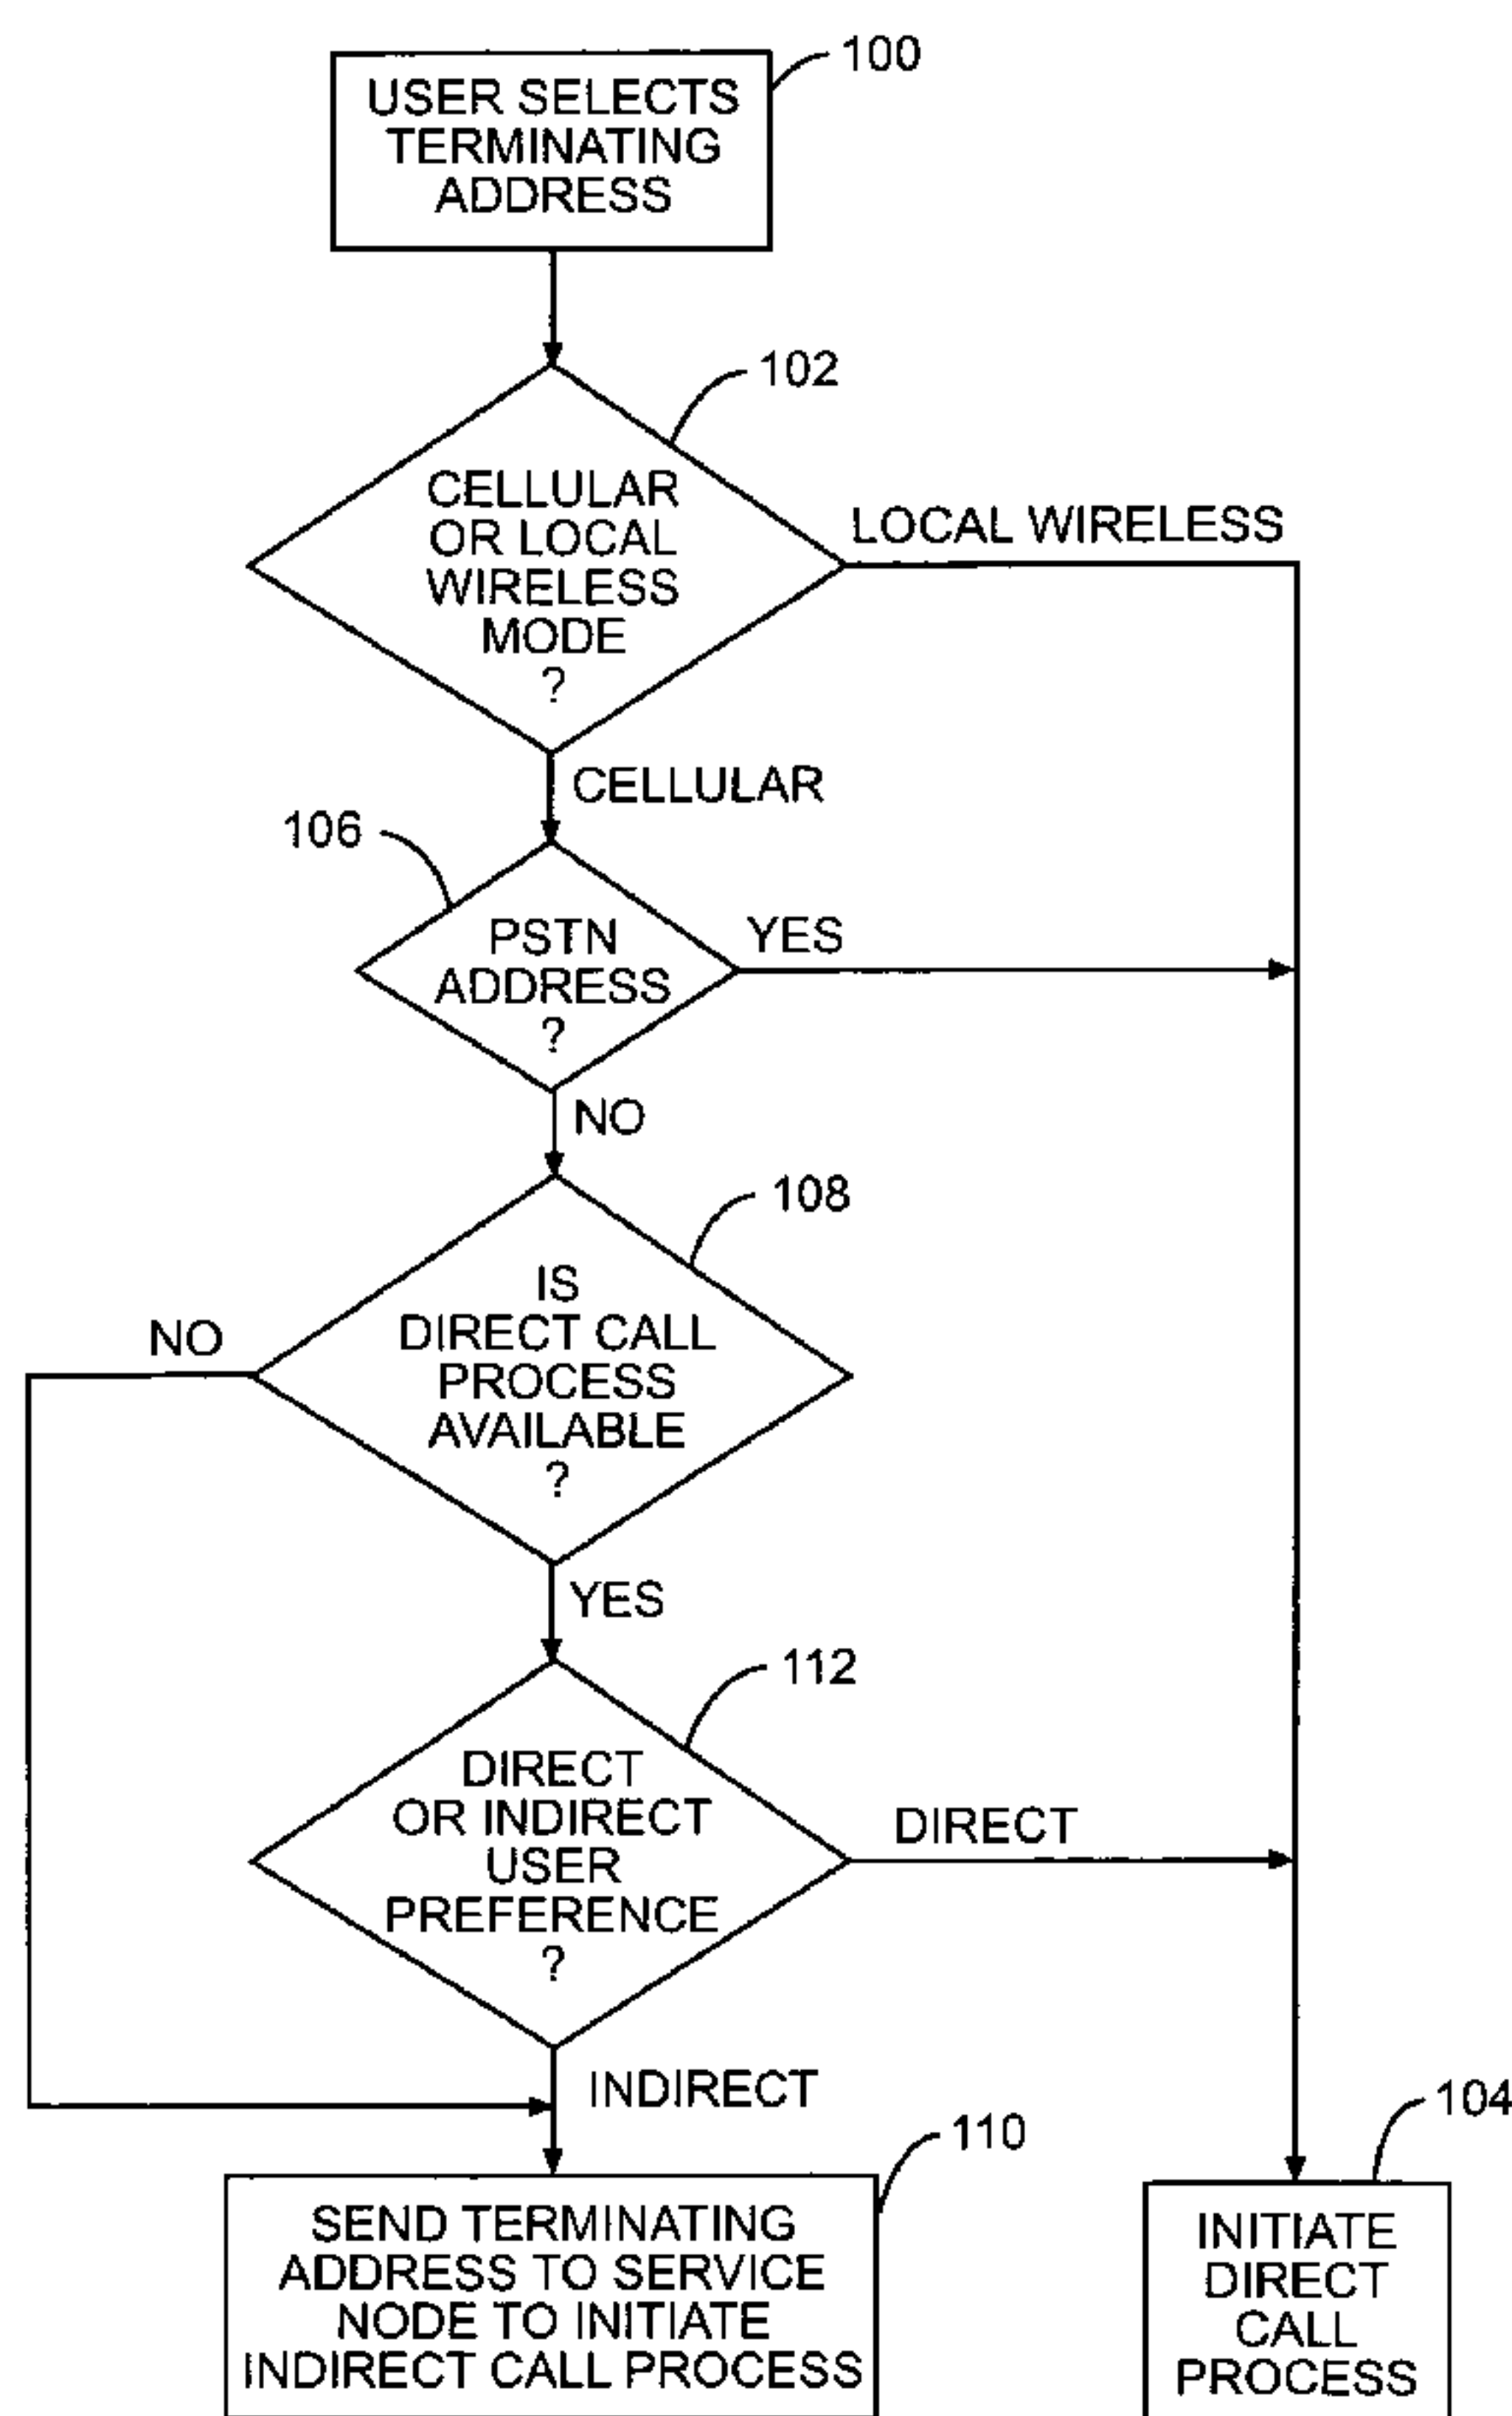 100
USER SELECTS
TERMINATING
ADDRESS
102
CELLULAR
OR LOCAL
WIRELESS
MODE
?
LOCAL WIRELESS
CELLULAR
106
PSTN
ADDRESS
?
YES
NO
108
IS
DIRECT CALL
PROCESS
AVAILABLE
?
NO
YES
112
DIRECT
OR INDIRECT
USER
PREFERENCE
?
DIRECT
INDIRECT
110
SEND TERMINATING
ADDRESS TO SERVICE
NODE TO INITIATE
INDIRECT CALL PROCESS
104
INITIATE
DIRECT
CALL
PROCESS